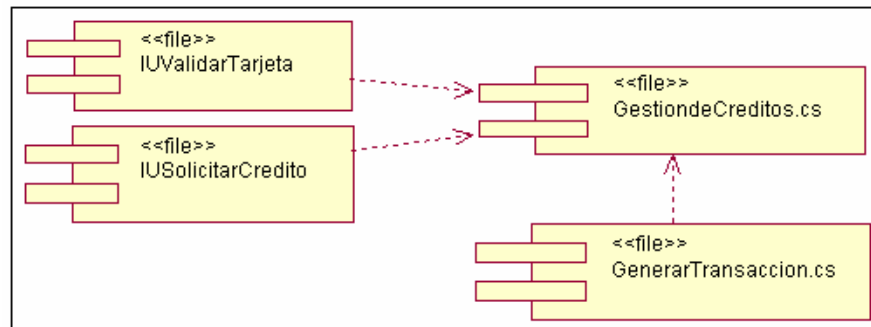 <<file>>
IUValidarTarjeta
<<file>>
GestiondeCreditos.cs
<<file>>
IUSolicitarCredito
<<file>>
GenerarTransaccion.cs